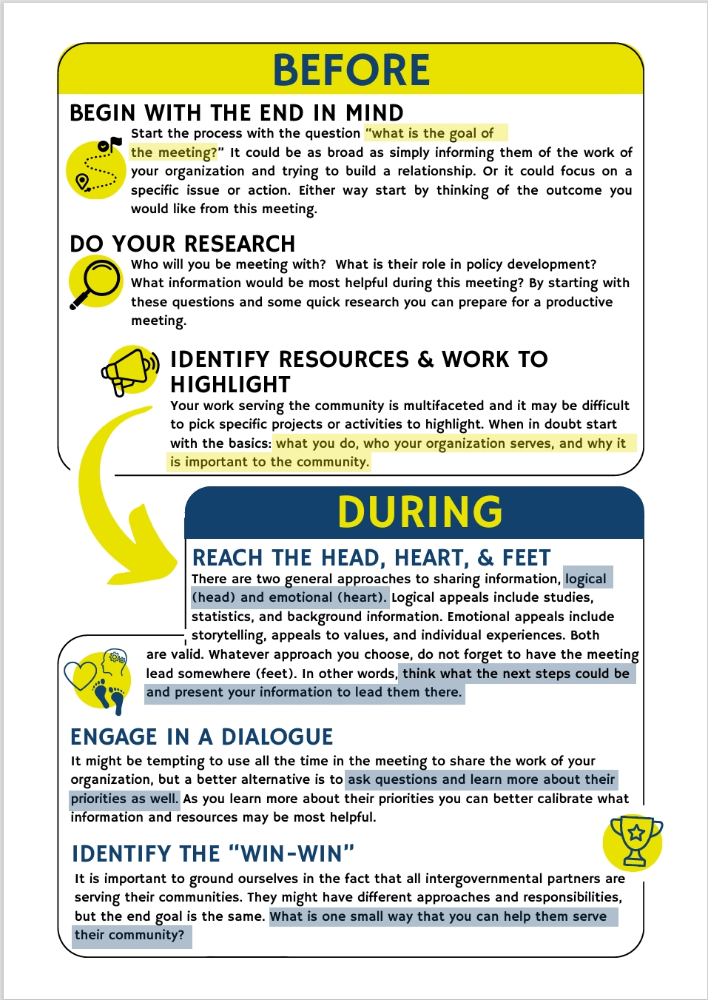 BEFORE
BEGIN WITH THE END IN MIND
Start the process with the question “what is the goal of
the meeting?” It could be as broad as simply informing them of the work of
your organization and trying to build a relationship. Or it could focus on a
specific issue or action. Either way start by thinking of the outcome you
would like from this meeting.
DO YOUR RESEARCH
Who will you be meeting with? What is their role in policy development?
What information would be most helpful during this meeting? By starting with
these questions and some quick research you can prepare for a productive
meeting.
IDENTIFY RESOURCES & WORK TO
HIGHLIGHT
Your work serving the community is multifaceted and it may be difficult
to pick specific projects or activities to highlight. When in doubt start
with the basics: what you do, who your organization serves, and why it
is important to the community.
DURING
REACH THE HEAD, HEART, & FEET
There are two general approaches to sharing information, logical
(head) and emotional (heart). Logical appeals include studies,
statistics, and background information. Emotional appeals include
storytelling, appeals to values, and individual experiences. Both
are valid. Whatever approach you choose, do not forget to have the meeting
lead somewhere (feet). In other words, think what the next steps could be
and present your information to lead them there.
ENGAGE IN A DIALOGUE
It might be tempting to use all the time in the meeting to share the work of your
organization, but a better alternative is to ask questions and learn more about their
priorities as well. As you learn more about their priorities you can better calibrate what
information and resources may be most helpful.
IDENTIFY THE “WIN-WIN”
It is important to ground ourselves in the fact that all intergovernmental partners are
serving their communities. They might have different approaches and responsibilities,
but the end goal is the same. What is one small way that you can help them serve
their community?